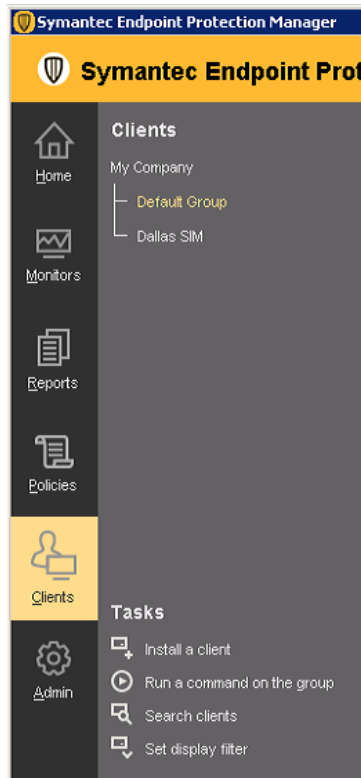 Symantec Endpoint Protection Manager
Symantec Endpoint Prot
Home
Monitors
Reports
Policies
Clients
Admin
Clients
My Company
Default Group
Dallas SIM
Tasks
Install a client
Run a command on the group
Search clients
Set display filter